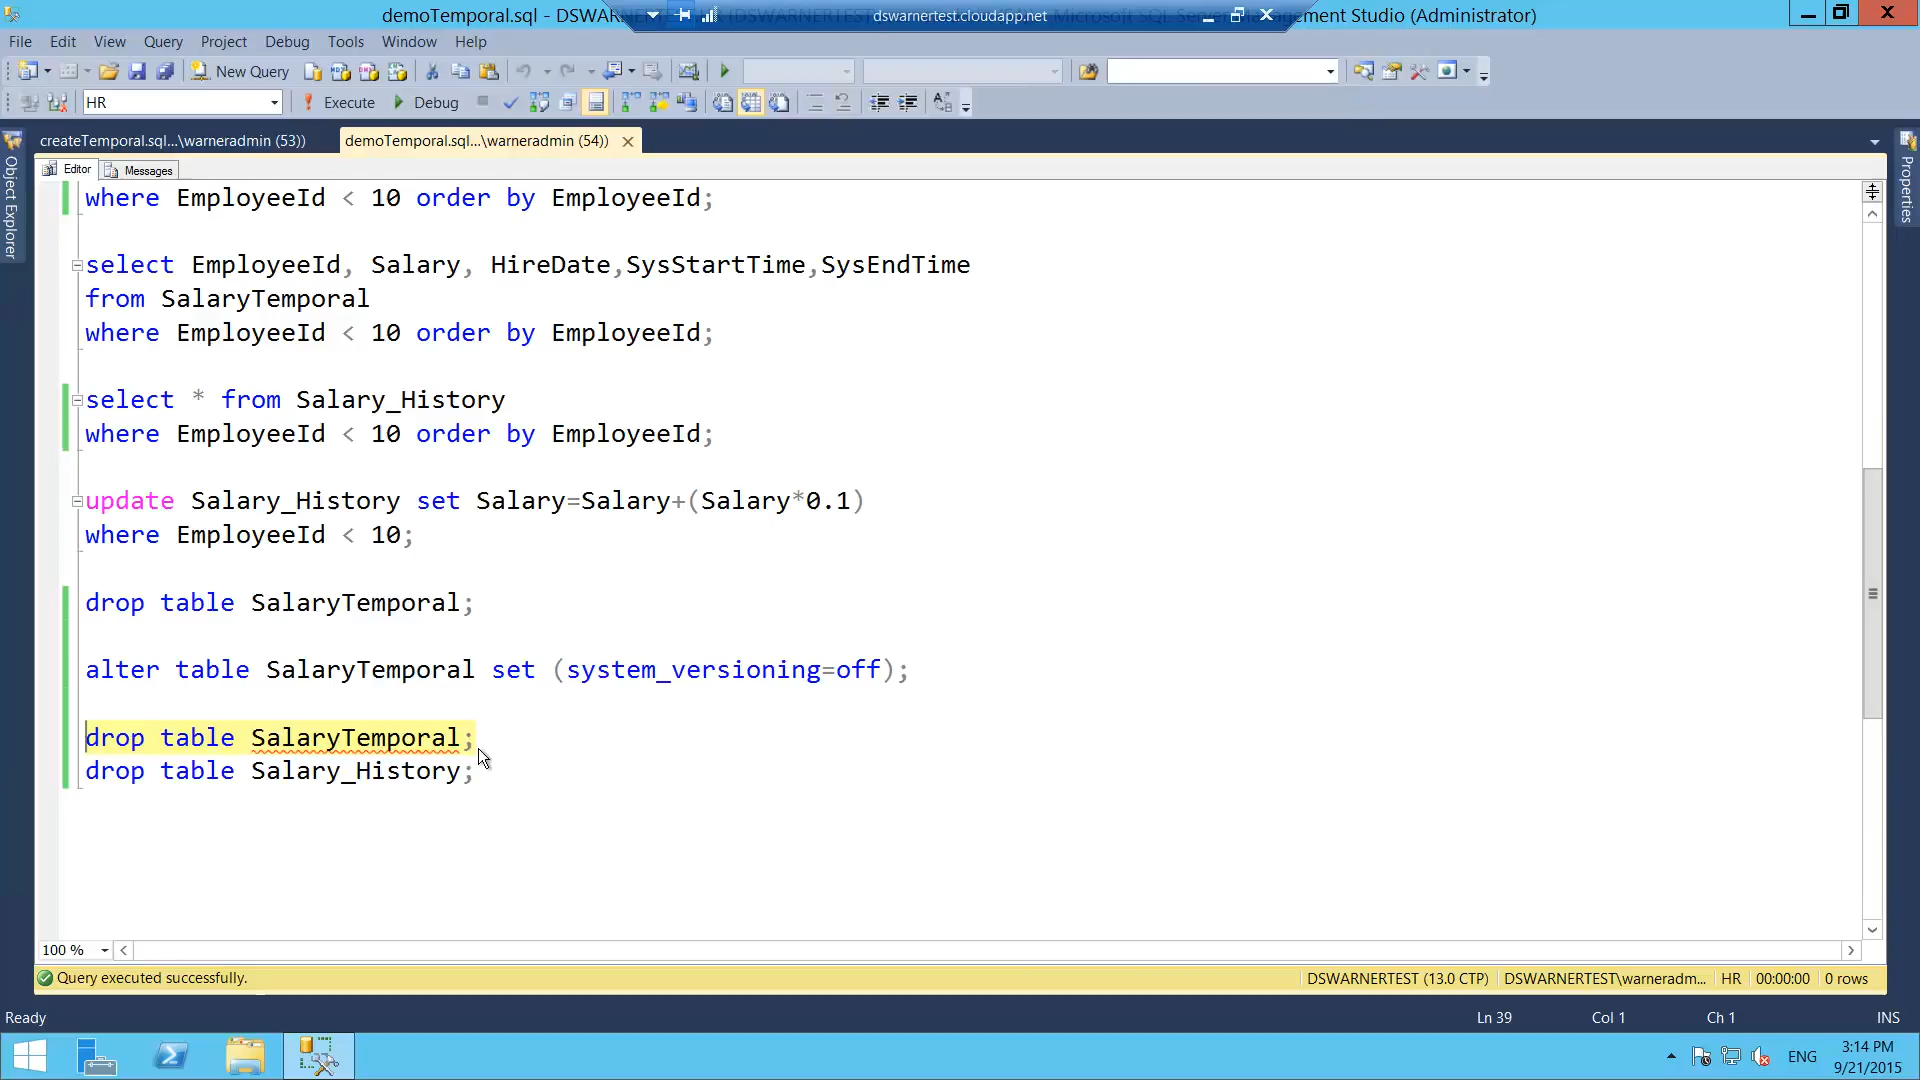 demoTemporal.sql - DSWARNERTEST
dswarnertest.cloudapp.net
Microsoft SQL Server Management Studio (Administrator)
File Edit View Query Project Debug Tools Window Help
New Query
HR Execute Debug
createTemporal.sql...\warneradmin (53)) demoTemporal.sql...\warneradmin (54))
Editor Messages
Object Explorer
Properties
where EmployeeId < 10 order by EmployeeId;
select EmployeeId, Salary, HireDate,SysStartTime,SysEndTime
from SalaryTemporal
where EmployeeId < 10 order by EmployeeId;
select * from Salary_History
where EmployeeId < 10 order by EmployeeId;
update Salary_History set Salary=Salary+(Salary*0.1)
where EmployeeId < 10;
drop table SalaryTemporal;
alter table SalaryTemporal set (system_versioning=off);
drop table SalaryTemporal;
drop table Salary_History;
100 %
Query executed successfully. DSWARNERTEST (13.0 CTP) DSWARNERTEST\warneradm... HR 00:00:00 0 rows
Ready Ln 39 Col 1 Ch 1 INS
ENG 3:14 PM
9/21/2015